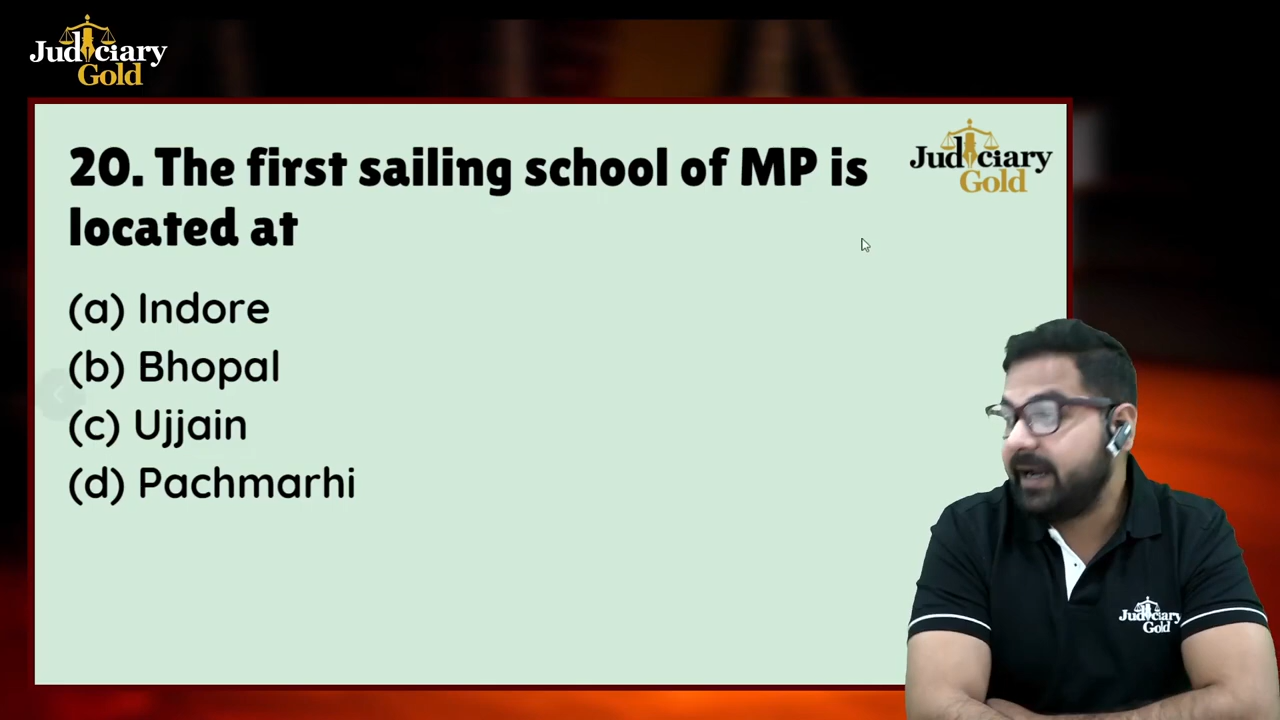 Judiciary
Gold
20. The first sailing school of MP is
located at
Judiciary
Gold
(a) Indore
(b) Bhopal
(c) Ujjain
(d) Pachmarhi
Judiciary
Gold